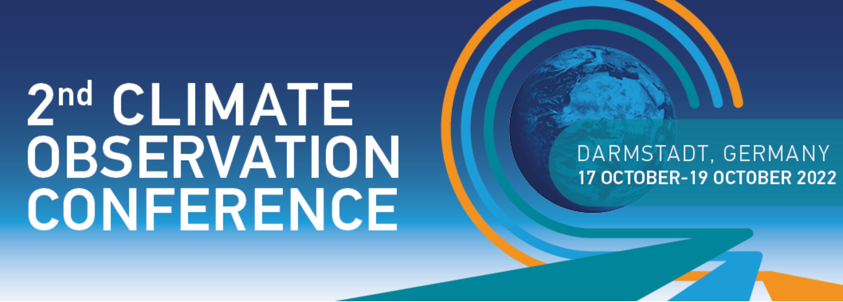 2nd CLIMATE
OBSERVATION
CONFERENCE
DARMSTADT, GERMANY
17 OCTOBER-19 OCTOBER 2022